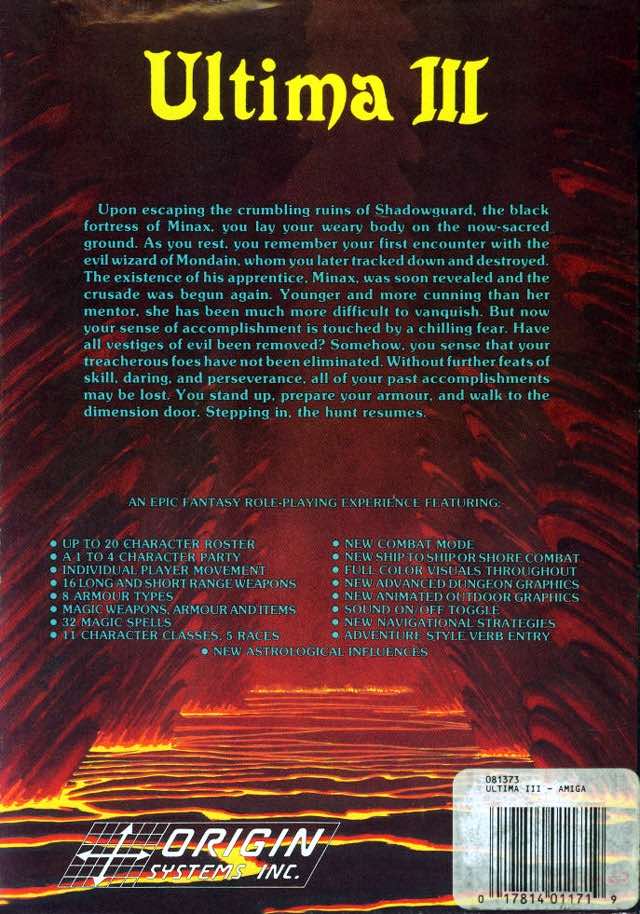 Ultima III
Upon escaping the crumbling ruins of Shadowguard, the black
fortress of Minax, you lay your weary body on the now-sacred
ground. As you rest, you remember your first encounter with the
evil wizard of Mondain, whom you later tracked down and destroyed.
The existence of his apprentice, Minax, was soon revealed and the
crusade was begun again. Younger and more cunning than her
mentor, she has been much more difficult to vanquish. But now
your sense of accomplishment is touched by a chilling fear. Have
all vestiges of evil been removed? Somehow, you sense that your
treacherous foes have not been eliminated. Without further feats of
skill, daring, and perseverance, all of your past accomplishments
may be lost. You stand up, prepare your armour, and walk to the
dimension door. Stepping in, the hunt resumes.
AN EPIC FANTASY ROLE-PLAYING EXPERIENCE FEATURING:
• UP TO 20 CHARACTER ROSTER
• A 1 TO 4 CHARACTER PARTY
• INDIVIDUAL PLAYER MOVEMENT
• 16 LONG AND SHORT RANGE WEAPONS
• 8 ARMOUR TYPES
• MAGIC WEAPONS, ARMOUR AND ITEMS
• 32 MAGIC SPELLS
• 11 CHARACTER CLASSES, 5 RACES
• NEW COMBAT MODE
• NEW SHIP TO SHIP OR SHORE COMBAT
• FULL COLOR VISUALS THROUGHOUT
• NEW ADVANCED DUNGEON GRAPHICS
• NEW ANIMATED OUTDOOR GRAPHICS
• SOUND ON/OFF TOGGLE
• NEW NAVIGATIONAL STRATEGIES
• ADVENTURE STYLE VERB ENTRY
• NEW ASTROLOGICAL INFLUENCES
ORIGIN
SYSTEMS INC.
081373
ULTIMA III - AMIGA
0 17814 01171 9